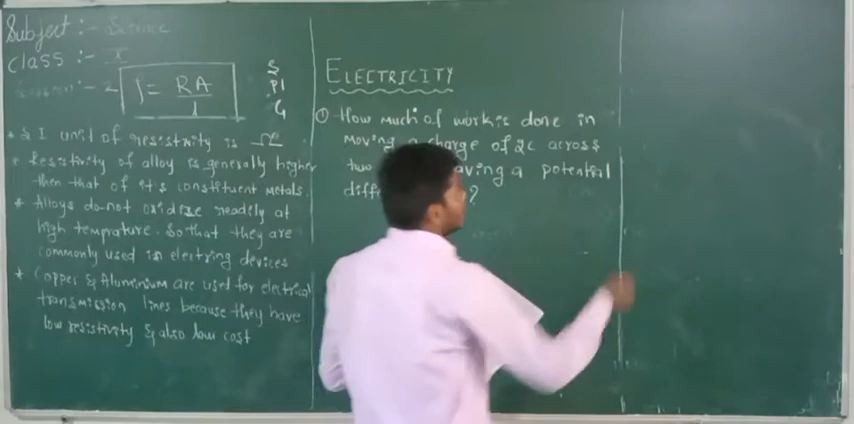 Subject :- Science
Class :- X
ρ = RA / l
ELECTRICITY
① How much of work is done in
moving a charge of 2C across
two having a potential
?
* S I unit of resistivity is Ω
* Resistivity of alloy is generally higher
then that of it's constituent metals.
* Alloys do-not oxidize readily at
high temprature. so that they are
commonly used in electring devices
* Copper & Aluminium are used for electrical
transmission lines because they have
low resistivity & also low cost